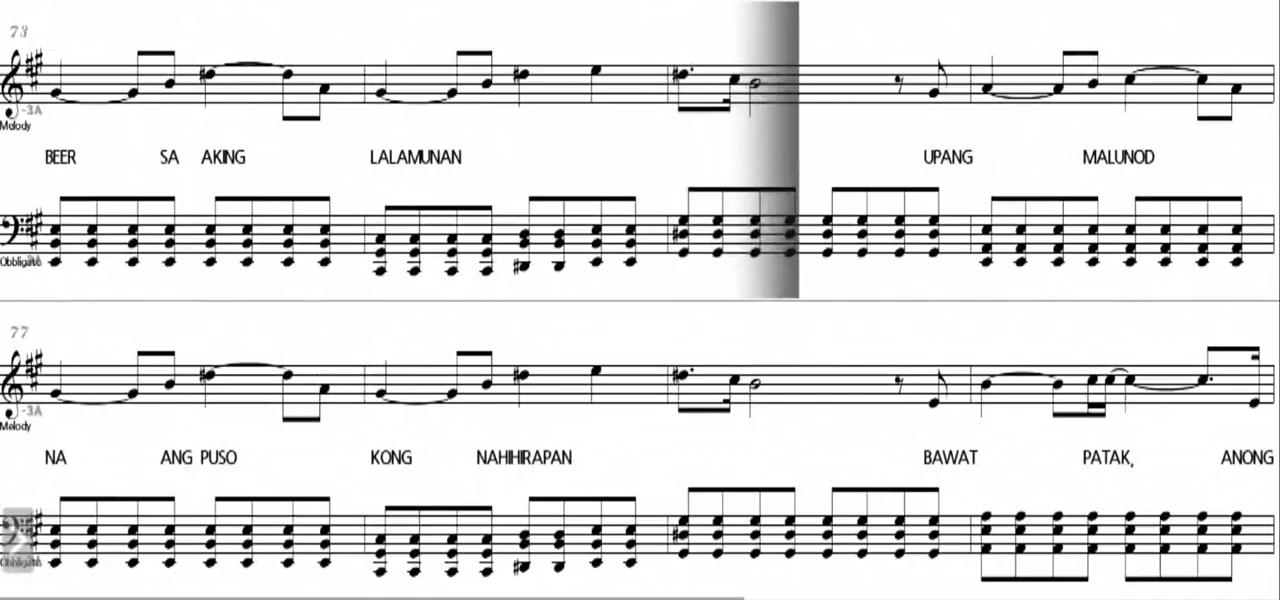 73
-3A
Melody
BEER SA AKING LALAMUNAN UPANG MALUNOD
Obbligato
77
-3A
Melody
NA ANG PUSO KONG NAHIHIRAPAN BAWAT PATAK, ANONG
Obbligato